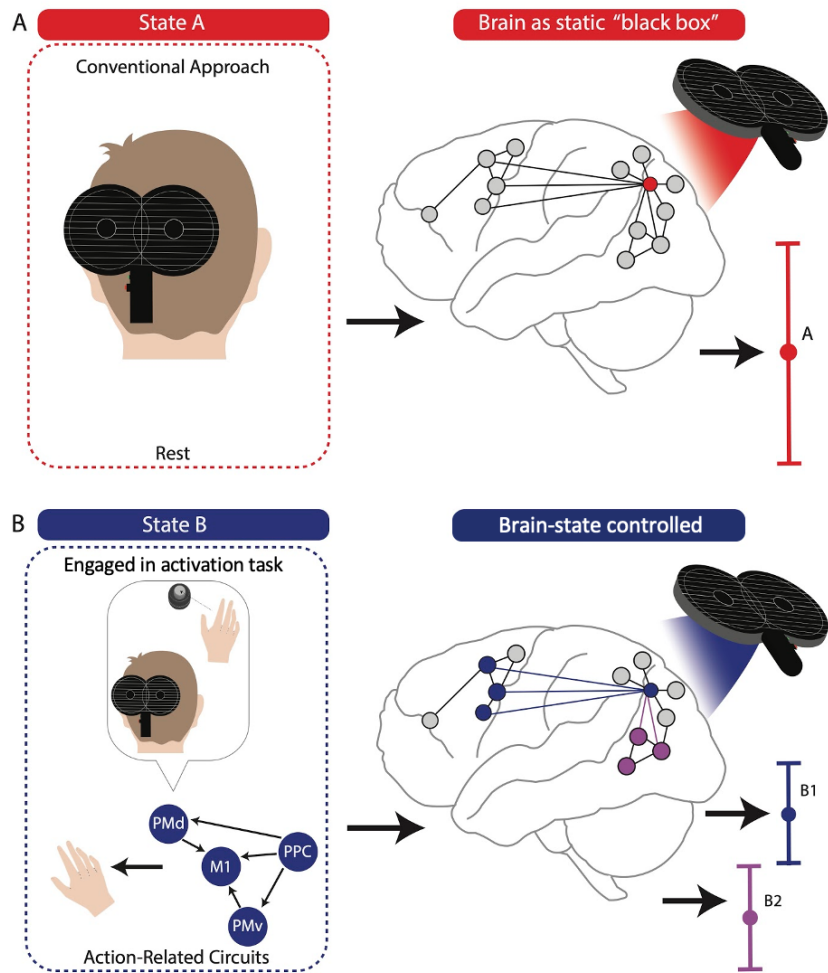 A
State A
Brain as static “black box”
Conventional Approach
Rest
A
B
State B
Brain-state controlled
Engaged in activation task
PMd
PPC
M1
PMv
Action-Related Circuits
B1
B2